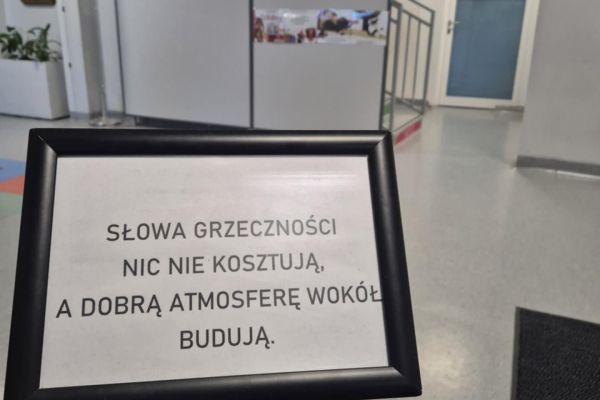 SŁOWA GRZECZNOŚCI
NIC NIE KOSZTUJĄ,
A DOBRĄ ATMOSFERĘ WOKÓŁ
BUDUJĄ.